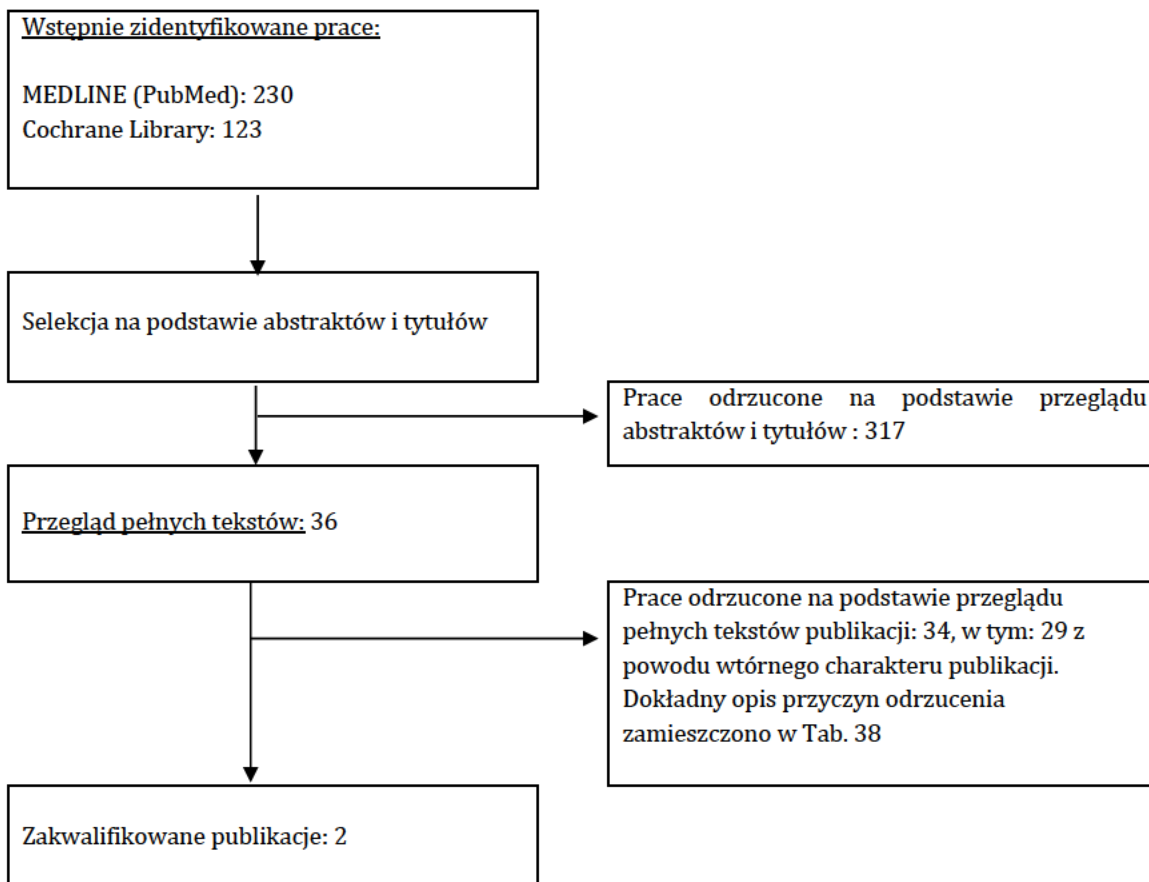 Wstępnie zidentyfikowane prace:
MEDLINE (PubMed): 230
Cochrane Library: 123
Selekcja na podstawie abstraktów i tytułów
Prace odrzucone na podstawie przeglądu
abstraktów i tytułów : 317
Przegląd pełnych tekstów: 36
Prace odrzucone na podstawie przeglądu
pełnych tekstów publikacji: 34, w tym: 29 z
powodu wtórnego charakteru publikacji.
Dokładny opis przyczyn odrzucenia
zamieszczono w Tab. 38
Zakwalifikowane publikacje: 2